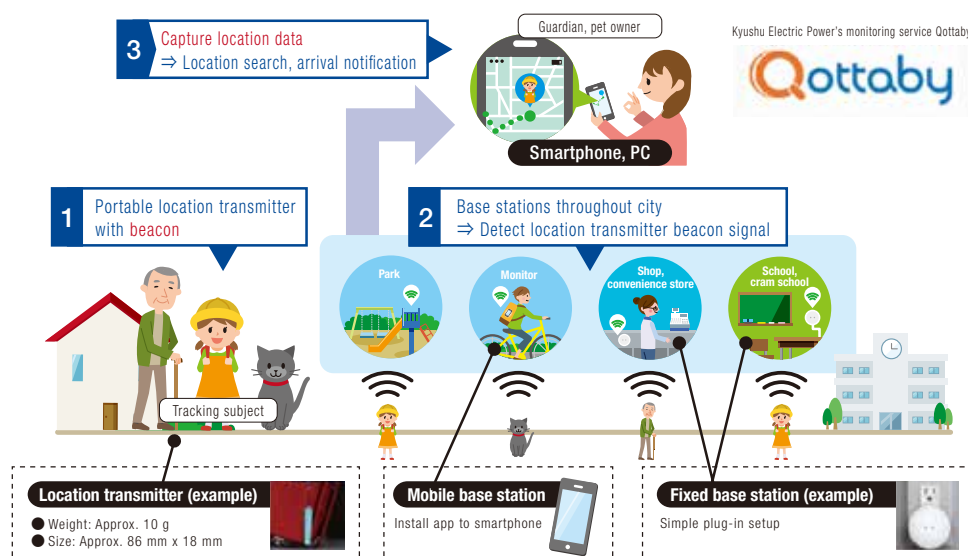 3
Capture location data
⇒ Location search, arrival notification
Guardian, pet owner
Smartphone, PC
Kyushu Electric Power's monitoring service Qottaby
Qottaby
1
Portable location transmitter
with beacon
2
Base stations throughout city
⇒ Detect location transmitter beacon signal
Park
Monitor
Shop,
convenience store
School,
cram school
Tracking subject
Location transmitter (example)
● Weight: Approx. 10 g
● Size: Approx. 86 mm x 18 mm
Mobile base station
Install app to smartphone
Fixed base station (example)
Simple plug-in setup